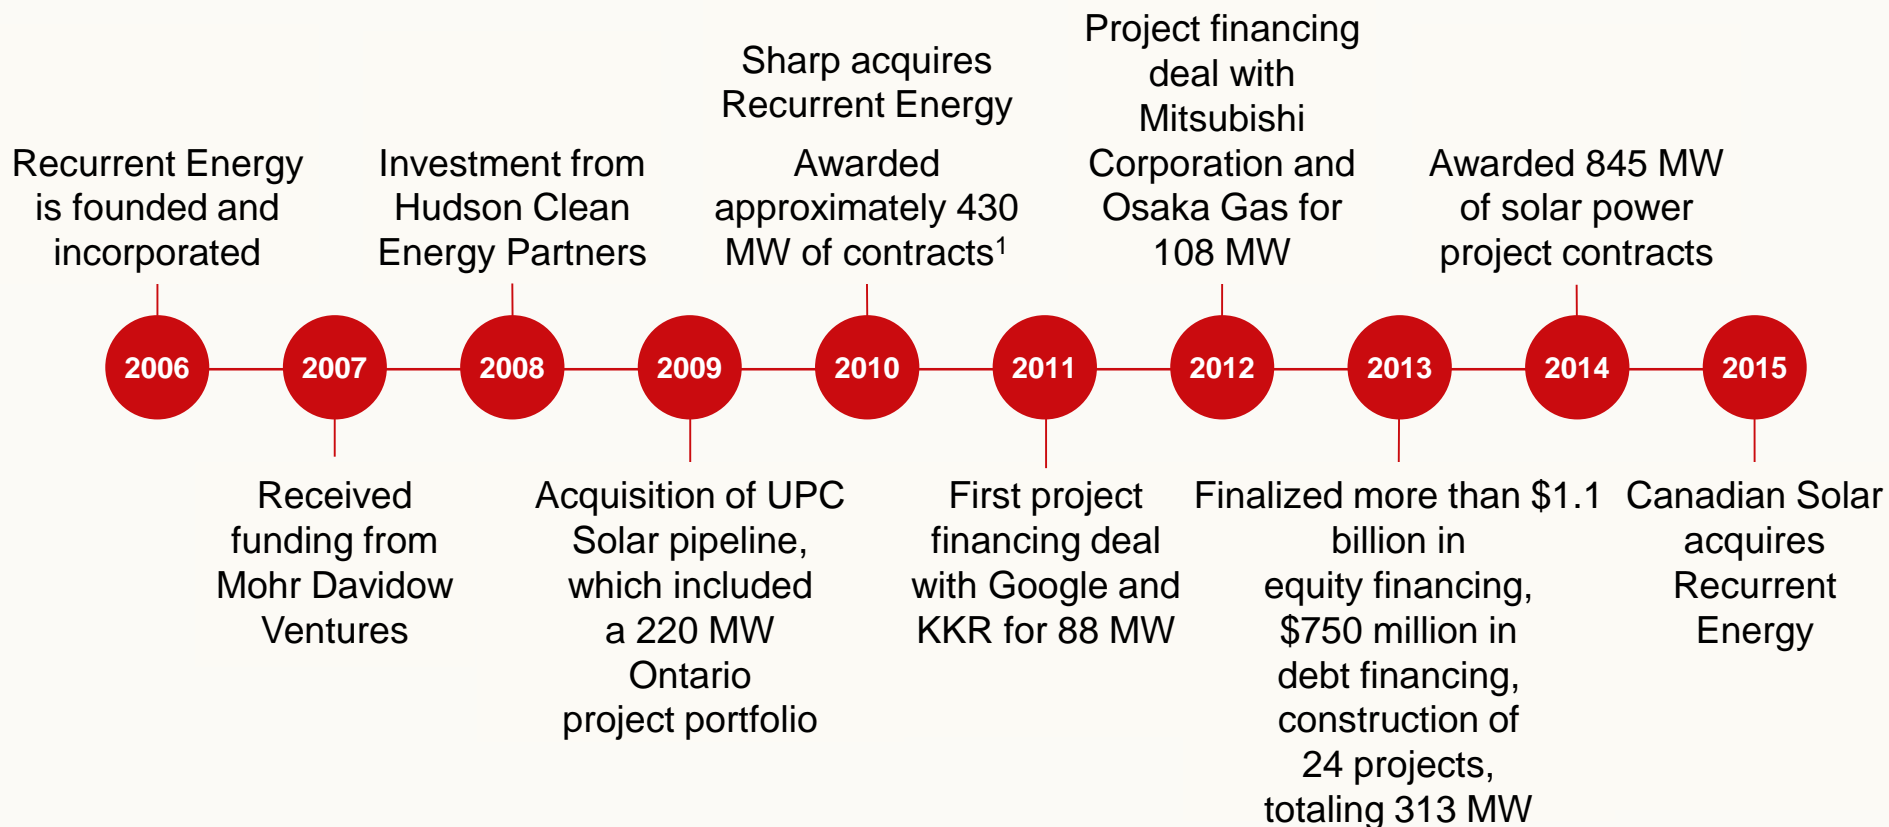 Recurrent Energy
is founded and
incorporated
Investment from
Hudson Clean
Energy Partners
Sharp acquires
Recurrent Energy
Awarded
approximately 430
MW of contracts¹
Project financing
deal with
Mitsubishi
Corporation and
Osaka Gas for
108 MW
Awarded 845 MW
of solar power
project contracts
2006
2007
2008
2009
2010
2011
2012
2013
2014
2015
Received
funding from
Mohr Davidow
Ventures
Acquisition of UPC
Solar pipeline,
which included
a 220 MW
Ontario
project portfolio
First project
financing deal
with Google and
KKR for 88 MW
Finalized more than $1.1
billion in
equity financing,
$750 million in
debt financing,
construction of
24 projects,
totaling 313 MW
Canadian Solar
acquires
Recurrent
Energy